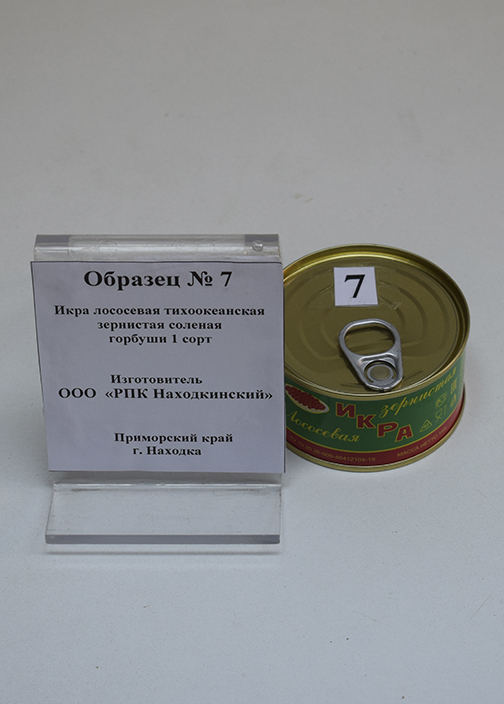 Образец № 7
Икра лососевая тихоокеанская
зернистая соленая
горбуши 1 сорт
Изготовитель
ООО «РПК Находкинский»
Приморский край
г. Находка
7
зернистая
ИКРА
Лососевая